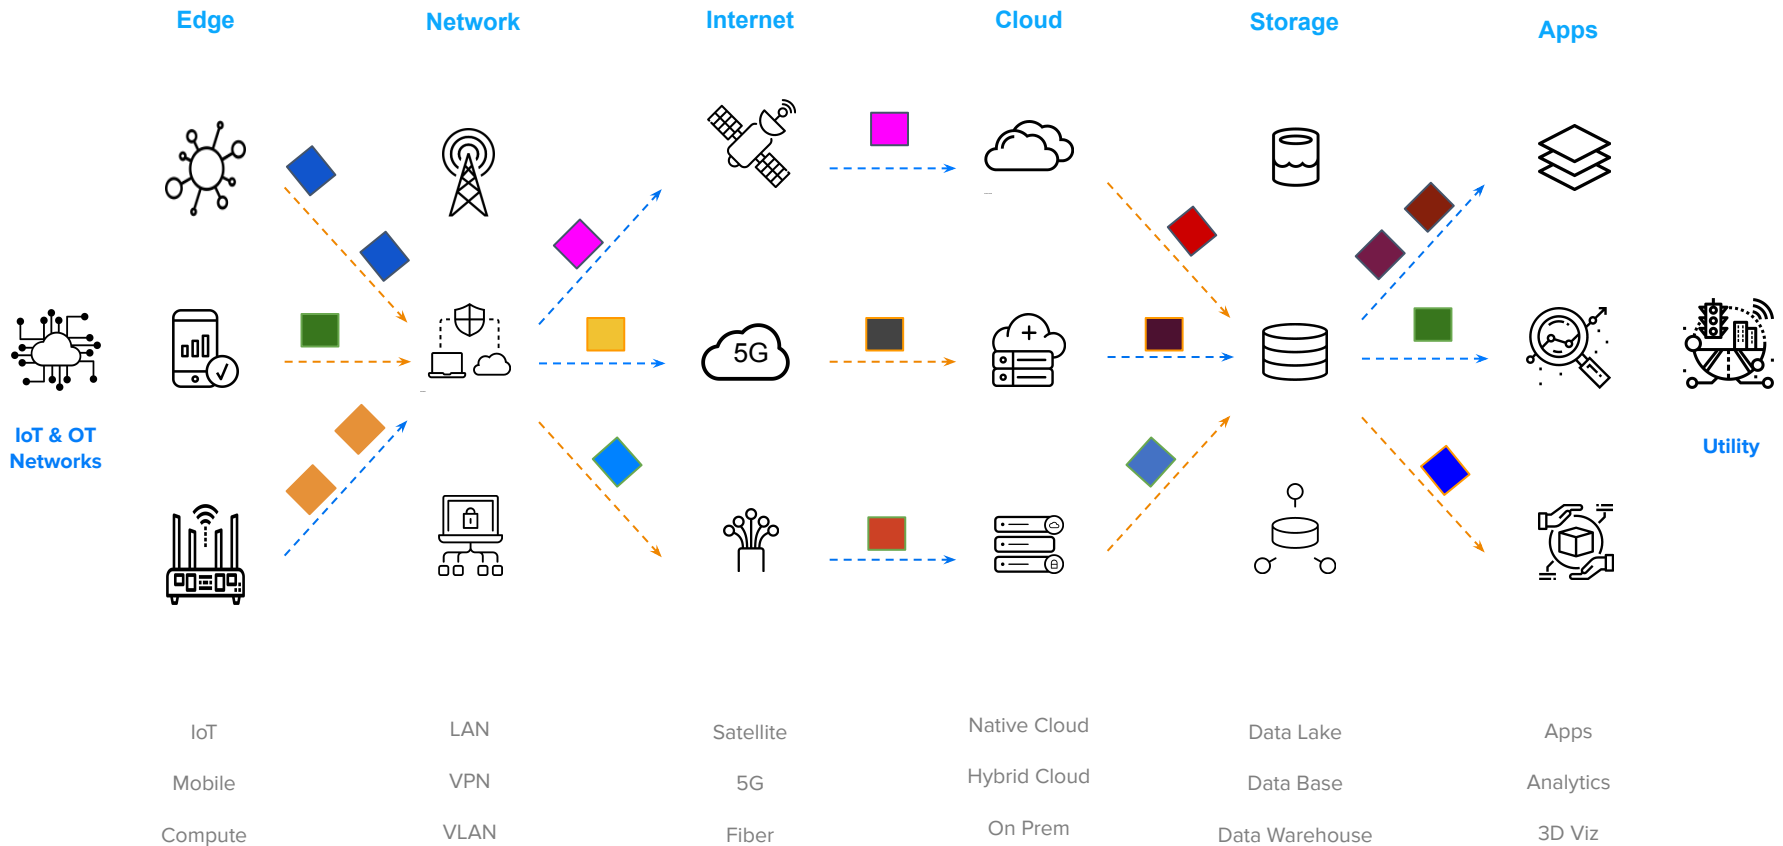 Edge
Network
Internet
Cloud
Storage
Apps
5G
IoT & OT
Networks
Utility
IoT
LAN
Satellite
Native Cloud
Data Lake
Apps
Mobile
VPN
5G
Hybrid Cloud
Data Base
Analytics
Compute
VLAN
Fiber
On Prem
Data Warehouse
3D Viz